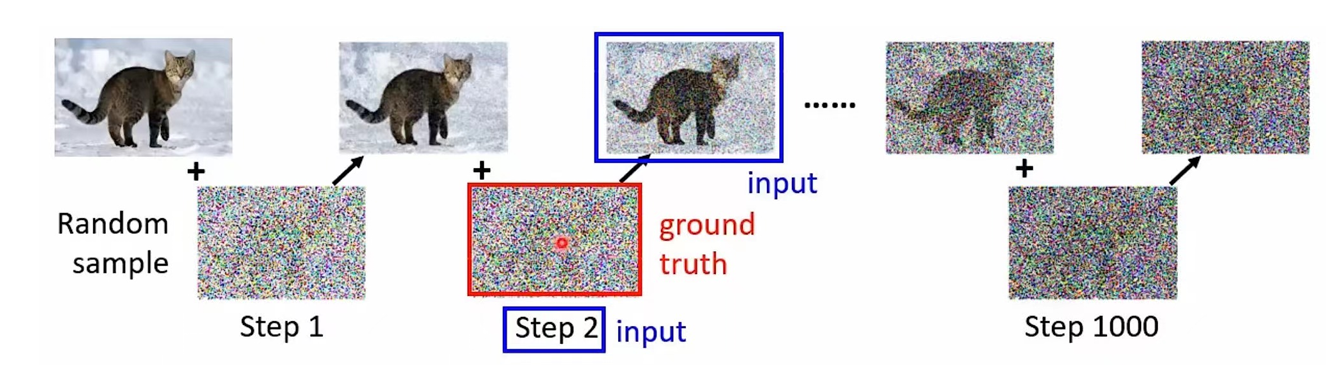 +
+
……
+
input
Random
sample
ground
truth
Step 1
Step 2
input
Step 1000